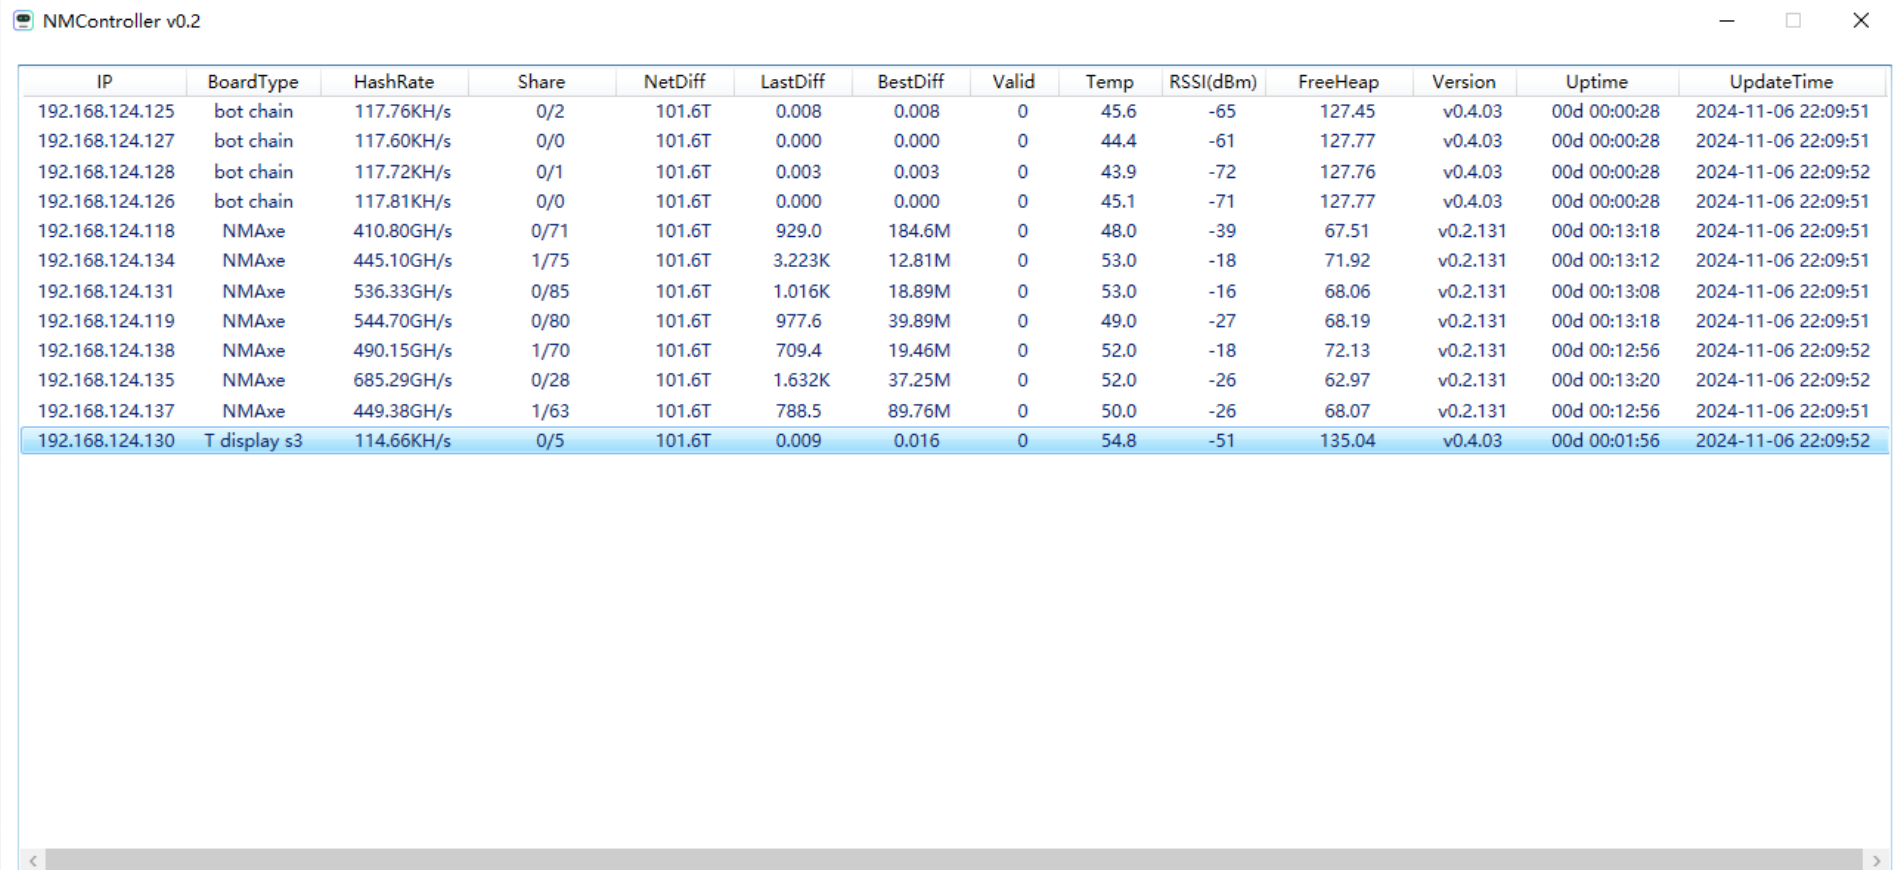 NMController v0.2
IP BoardType HashRate Share NetDiff LastDiff BestDiff Valid Temp RSSI(dBm) FreeHeap Version Uptime UpdateTime
192.168.124.125 bot chain 117.76KH/s 0/2 101.6T 0.008 0.008 0 45.6 -65 127.45 v0.4.03 00d 00:00:28 2024-11-06 22:09:51
192.168.124.127 bot chain 117.60KH/s 0/0 101.6T 0.000 0.000 0 44.4 -61 127.77 v0.4.03 00d 00:00:28 2024-11-06 22:09:51
192.168.124.128 bot chain 117.72KH/s 0/1 101.6T 0.003 0.003 0 43.9 -72 127.76 v0.4.03 00d 00:00:28 2024-11-06 22:09:52
192.168.124.126 bot chain 117.81KH/s 0/0 101.6T 0.000 0.000 0 45.1 -71 127.77 v0.4.03 00d 00:00:28 2024-11-06 22:09:51
192.168.124.118 NMAxe 410.80GH/s 0/71 101.6T 929.0 184.6M 0 48.0 -39 67.51 v0.2.131 00d 00:13:18 2024-11-06 22:09:51
192.168.124.134 NMAxe 445.10GH/s 1/75 101.6T 3.223K 12.81M 0 53.0 -18 71.92 v0.2.131 00d 00:13:12 2024-11-06 22:09:51
192.168.124.131 NMAxe 536.33GH/s 0/85 101.6T 1.016K 18.89M 0 53.0 -16 68.06 v0.2.131 00d 00:13:08 2024-11-06 22:09:51
192.168.124.119 NMAxe 544.70GH/s 0/80 101.6T 977.6 39.89M 0 49.0 -27 68.19 v0.2.131 00d 00:13:18 2024-11-06 22:09:51
192.168.124.138 NMAxe 490.15GH/s 1/70 101.6T 709.4 19.46M 0 52.0 -18 72.13 v0.2.131 00d 00:12:56 2024-11-06 22:09:52
192.168.124.135 NMAxe 685.29GH/s 0/28 101.6T 1.632K 37.25M 0 52.0 -26 62.97 v0.2.131 00d 00:13:20 2024-11-06 22:09:52
192.168.124.137 NMAxe 449.38GH/s 1/63 101.6T 788.5 89.76M 0 50.0 -26 68.07 v0.2.131 00d 00:12:56 2024-11-06 22:09:51
192.168.124.130 T display s3 114.66KH/s 0/5 101.6T 0.009 0.016 0 54.8 -51 135.04 v0.4.03 00d 00:01:56 2024-11-06 22:09:52